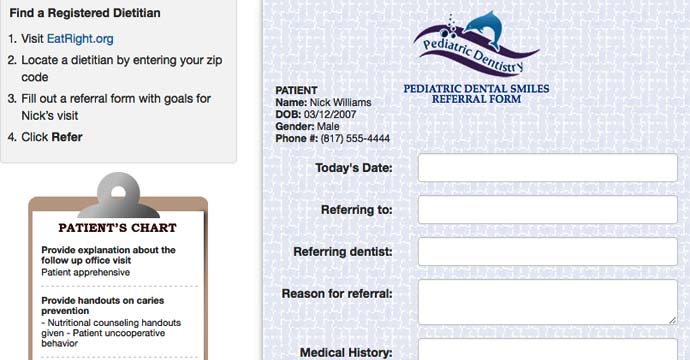 Find a Registered Dietitian
1. Visit EatRight.org
2. Locate a dietitian by entering your zip
code
3. Fill out a referral form with goals for
Nick's visit
4. Click Refer
PATIENT'S CHART
Provide explanation about the
follow up office visit
Patient apprehensive
Provide handouts on caries
prevention
- Nutritional counseling handouts
given - Patient uncooperative
behavior
Pediatric Dentistry
PEDIATRIC DENTAL SMILES
REFERRAL FORM
PATIENT
Name: Nick Williams
DOB: 03/12/2007
Gender: Male
Phone #: (817) 555-4444
Today's Date:
Referring to:
Referring dentist:
Reason for referral:
Medical History: